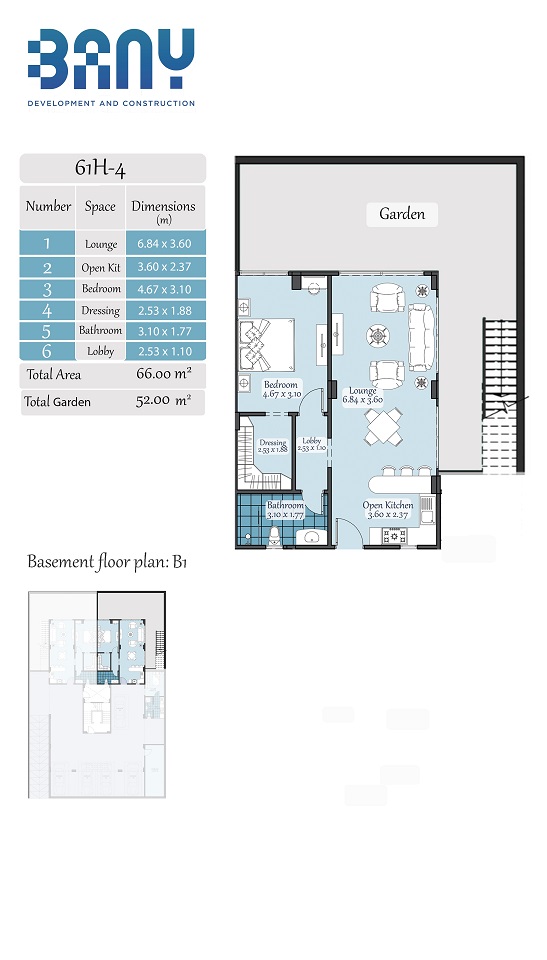 BANY
DEVELOPMENT AND CONSTRUCTION
61H-4
Number Space Dimensions (m)
1 Lounge 6.84 x 3.60
2 Open Kit 3.60 x 2.37
3 Bedroom 4.67 x 3.10
4 Dressing 2.53 x 1.88
5 Bathroom 3.10 x 1.77
6 Lobby 2.53 x 1.10
Total Area 66.00 m²
Total Garden 52.00 m²
Garden
Bedroom
4.67 x 3.10
Lounge
6.84 x 3.60
Dressing
2.53 x 1.88
Lobby
2.53 x 1.10
Bathroom
3.10 x 1.77
Open Kitchen
3.60 x 2.37
Basement floor plan: B1